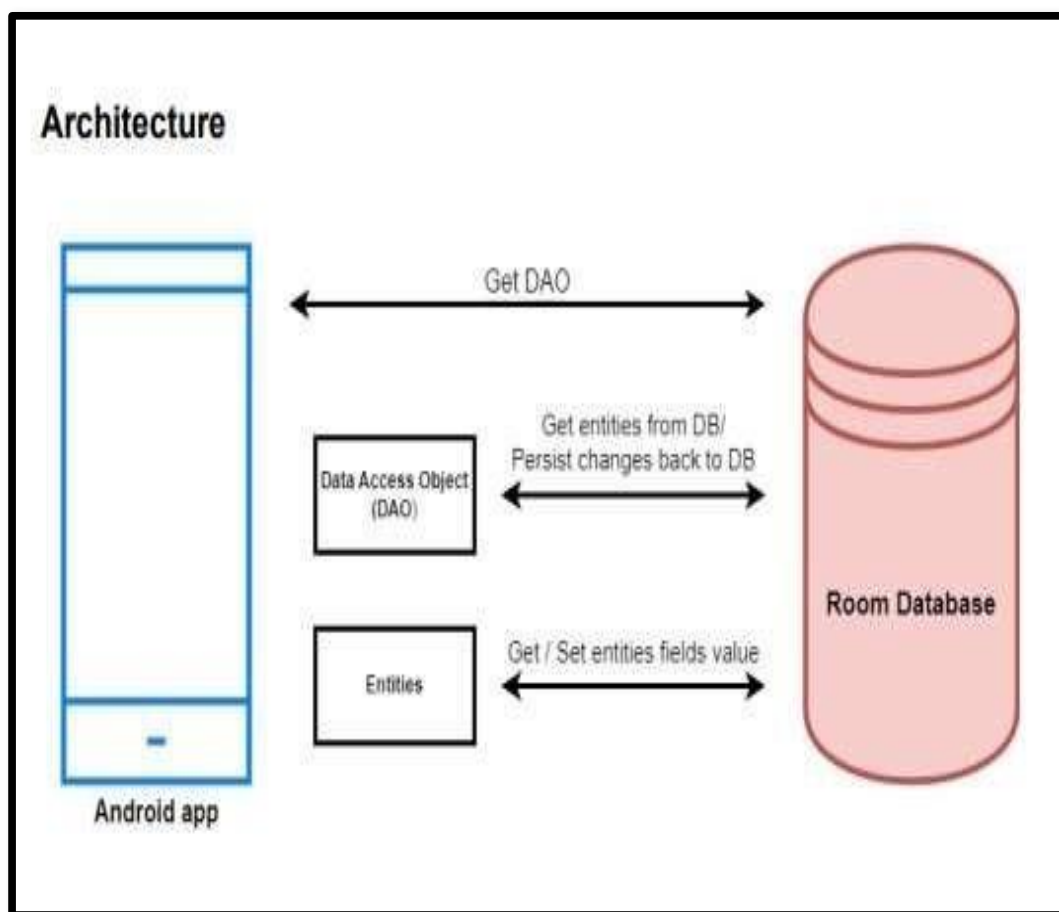 Architecture
Get DAO
Get entities from DB/
Persist changes back to DB
Data Access Object
(DAO)
Room Database
Get / Set entities fields value
Entities
Android app